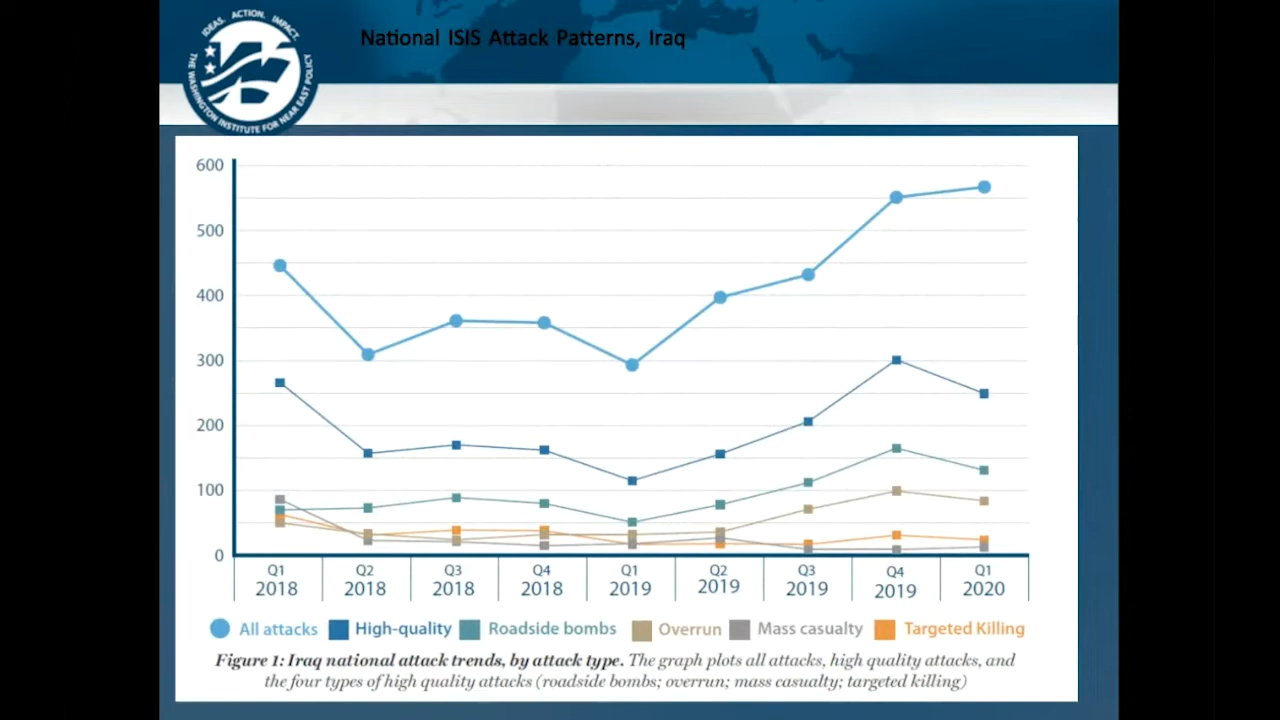 IDEAS. ACTION. IMPACT.
THE WASHINGTON INSTITUTE FOR NEAR EAST POLICY
National ISIS Attack Patterns, Iraq
600
500
400
300
200
100
0
Q1 Q2 Q3 Q4 Q1 Q2 Q3 Q4 Q1
2018 2018 2018 2018 2019 2019 2019 2019 2020
All attacks High-quality Roadside bombs Overrun Mass casualty Targeted Killing
Figure 1: Iraq national attack trends, by attack type. The graph plots all attacks, high quality attacks, and
the four types of high quality attacks (roadside bombs; overrun; mass casualty; targeted killing)